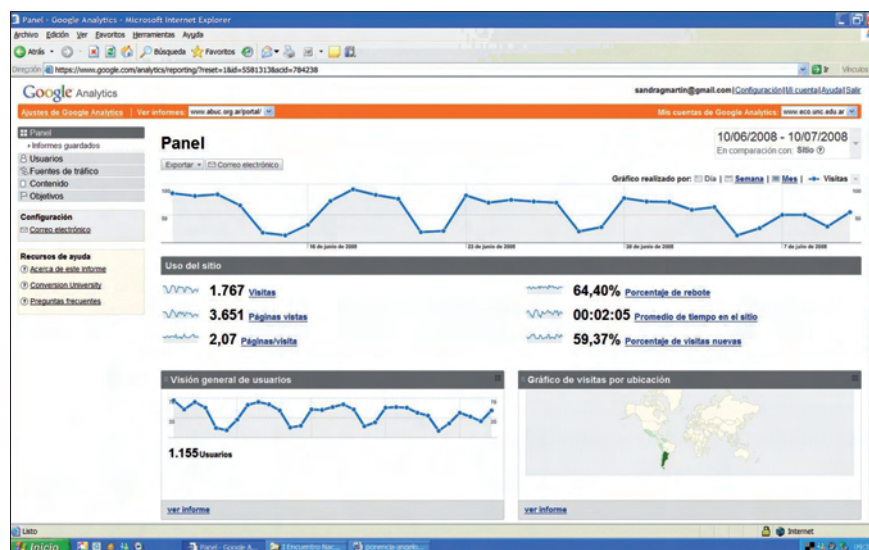 Panel - Google Analytics - Microsoft Internet Explorer
Archivo Edición Ver Favoritos Herramientas Ayuda
Atrás Búsqueda Favoritos
Dirección https://www.google.com/analytics/reporting/?reset=1&id=5581313&scid=784238 Ir Vínculos
Google Analytics
sandragmartin@gmail.com | Configuración | Mi cuenta | Ayuda | Salir
Ajustes de Google Analytics | Ver informes: www.abuc.org.ar/portal/ Mis cuentas de Google Analytics: www.eco.unc.edu.ar
Panel
Informes guardados
Usuarios
Fuentes de tráfico
Contenido
Objetivos
Configuración
Correo electrónico
Recursos de ayuda
Acerca de este informe
Conversion University
Preguntas frecuentes
Panel
10/06/2008 - 10/07/2008
En comparación con: Sitio
Exportar Correo electrónico
Gráfico realizado por: Día | Semana | Mes | Visitas
100 100
50 50
16 de junio de 2008 23 de junio de 2008 30 de junio de 2008 7 de julio de 2008
Uso del sitio
1.767 Visitas
3.651 Páginas vistas
2,07 Páginas/visita
64,40% Porcentaje de rebote
00:02:05 Promedio de tiempo en el sitio
59,37% Porcentaje de visitas nuevas
Visión general de usuarios
1.155 Usuarios
ver informe
Gráfico de visitas por ubicación
ver informe
Listo Internet
Inicio Panel - Google A... I Encuentro Nac... ponencia-angelo...